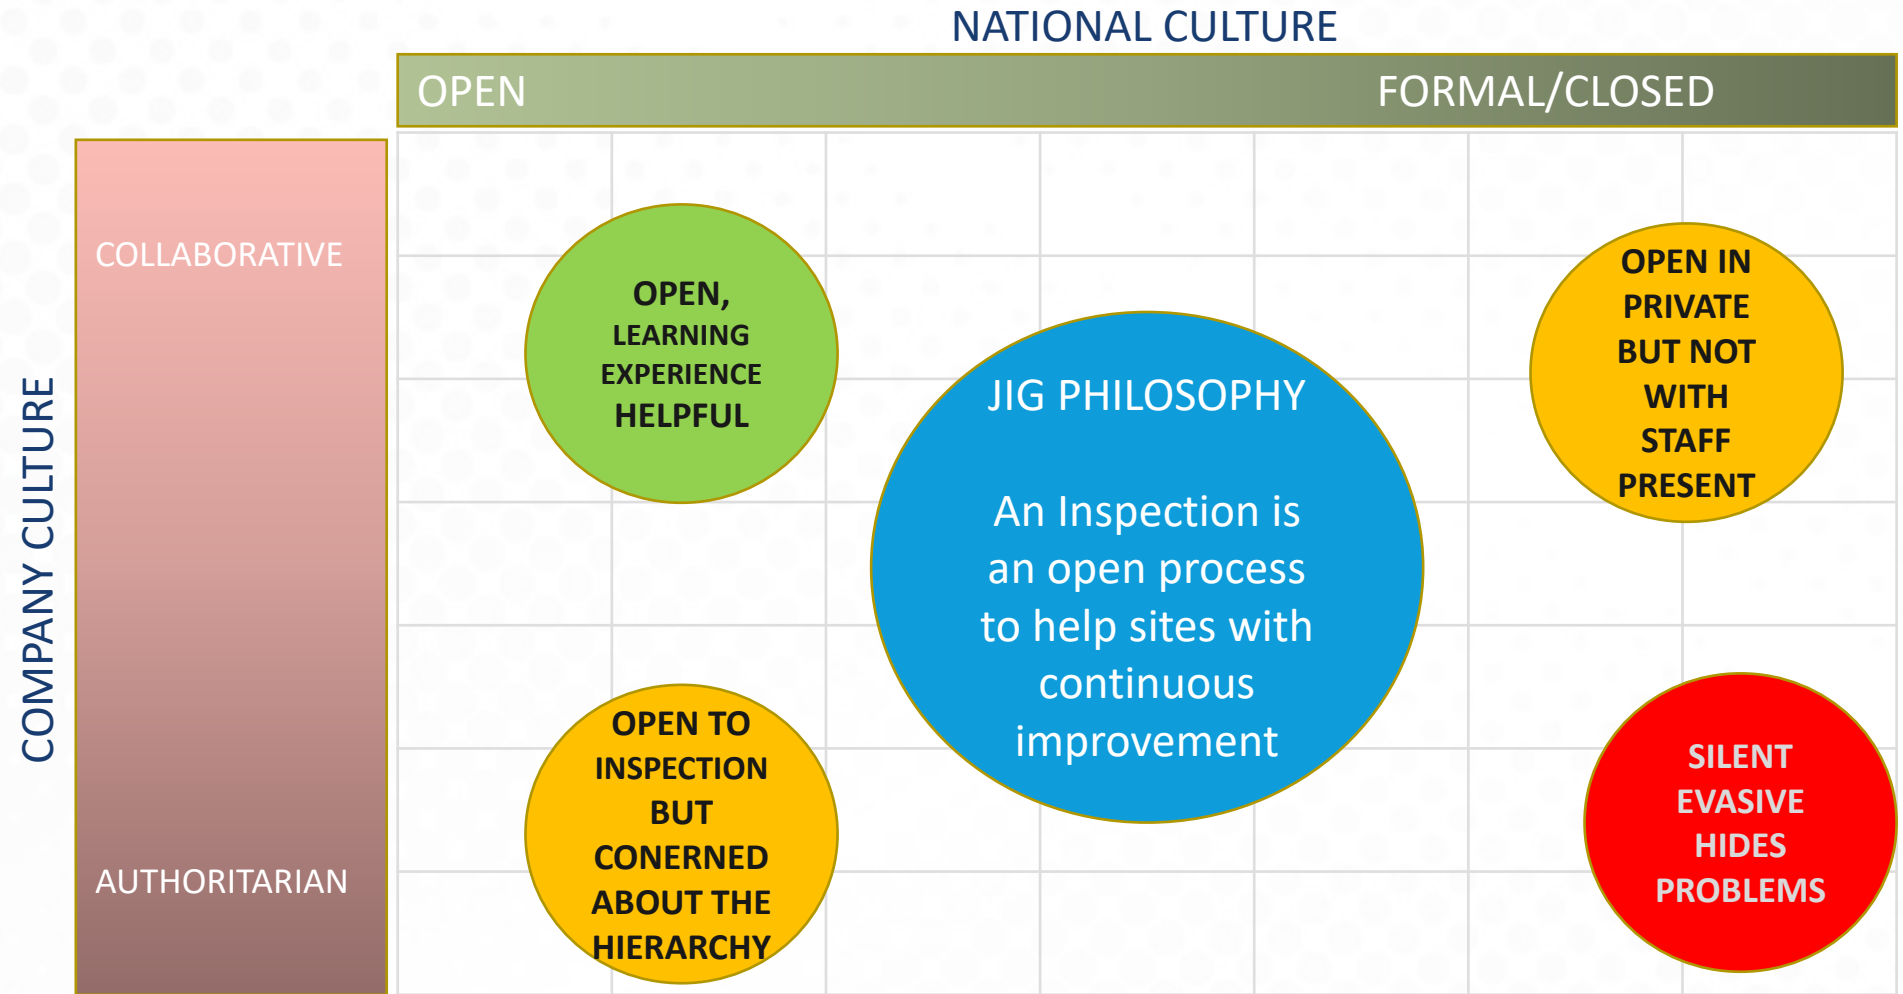 NATIONAL CULTURE
OPEN
FORMAL/CLOSED
COMPANY CULTURE
COLLABORATIVE
AUTHORITARIAN
OPEN,
LEARNING
EXPERIENCE
HELPFUL
OPEN IN
PRIVATE
BUT NOT
WITH
STAFF
PRESENT
JIG PHILOSOPHY
An Inspection is
an open process
to help sites with
continuous
improvement
OPEN TO
INSPECTION
BUT
CONERNED
ABOUT THE
HIERARCHY
SILENT
EVASIVE
HIDES
PROBLEMS